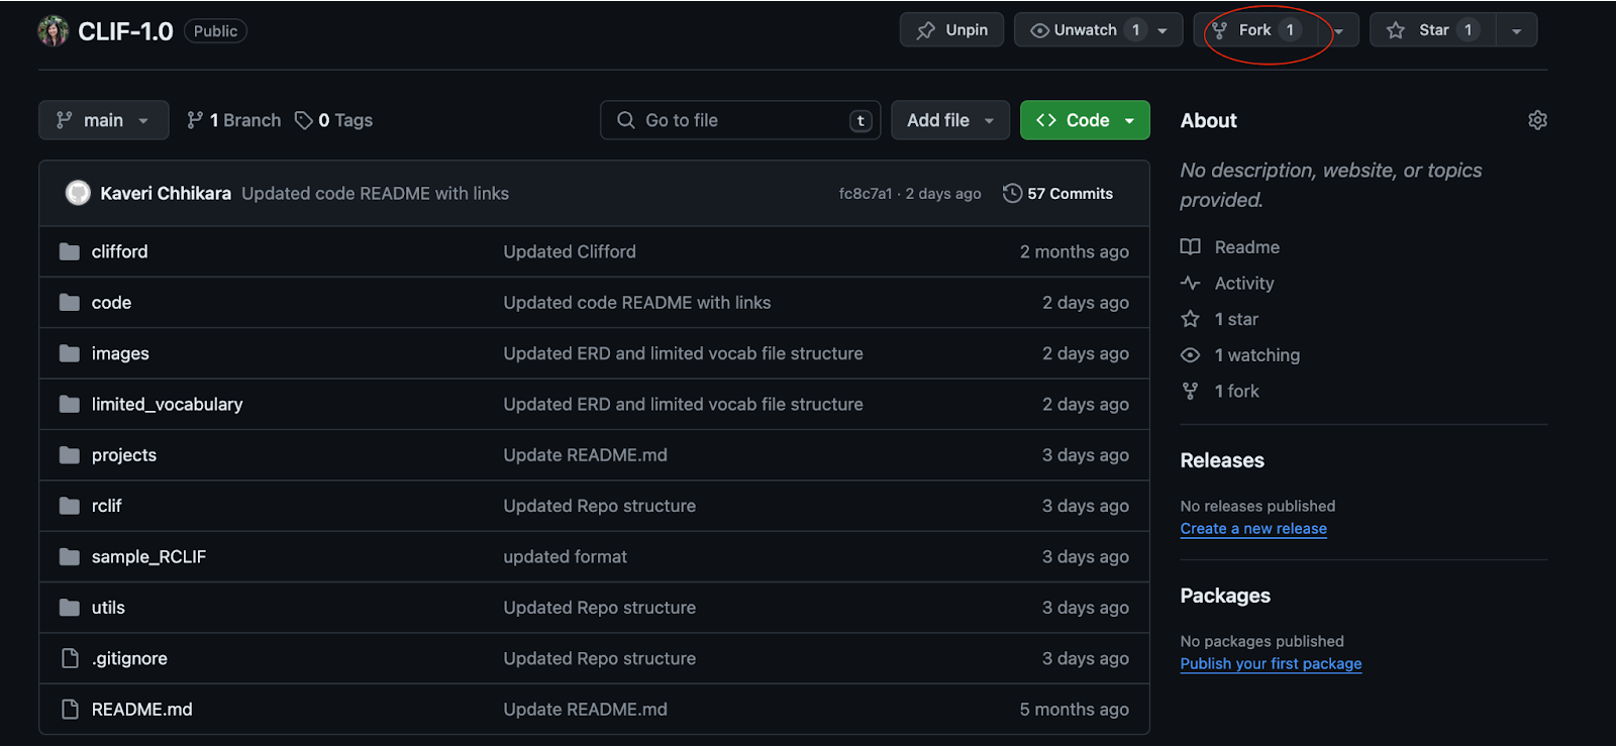 CLIF-1.0 Public Unpin Unwatch 1 Fork 1 Star 1
main 1 Branch 0 Tags Go to file t Add file Code
Kaveri Chhikara Updated code README with links fc8c7a1 · 2 days ago 57 Commits
clifford Updated Clifford 2 months ago
code Updated code README with links 2 days ago
images Updated ERD and limited vocab file structure 2 days ago
limited_vocabulary Updated ERD and limited vocab file structure 2 days ago
projects Update README.md 3 days ago
rclif Updated Repo structure 3 days ago
sample_RCLIF updated format 3 days ago
utils Updated Repo structure 3 days ago
.gitignore Updated Repo structure 3 days ago
README.md Update README.md 5 months ago
About
No description, website, or topics
provided.
Readme
Activity
1 star
1 watching
1 fork
Releases
No releases published
Create a new release
Packages
No packages published
Publish your first package